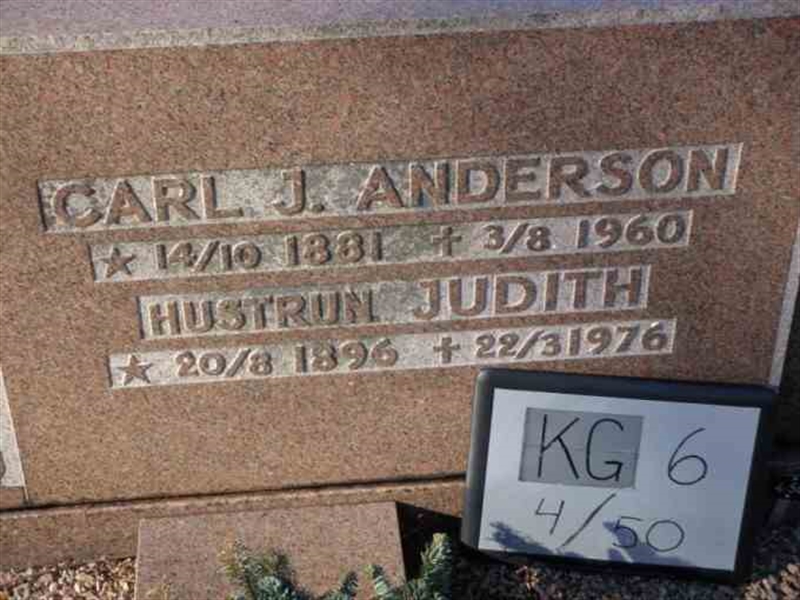 CARL J. ANDERSON
★ 14/10 1881 ✝ 3/8 1960
HUSTRUN JUDITH
★ 20/8 1896 ✝ 22/3 1976
KG 6
4/50